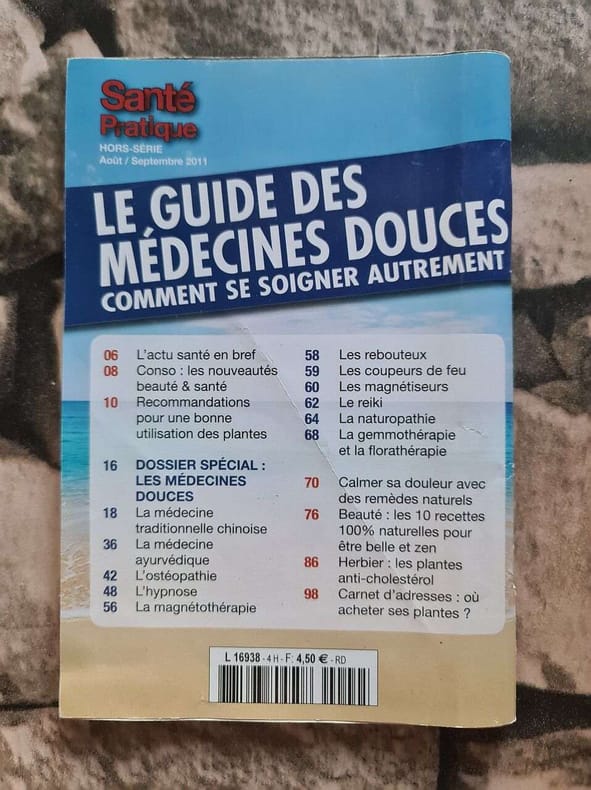 Santé
Pratique
HORS-SÉRIE
Août / Septembre 2011
LE GUIDE DES
MÉDECINES DOUCES
COMMENT SE SOIGNER AUTREMENT
06 L'actu santé en bref
08 Conso : les nouveautés
beauté & santé
10 Recommandations
pour une bonne
utilisation des plantes
16 DOSSIER SPÉCIAL :
LES MÉDECINES
DOUCES
18 La médecine
traditionnelle chinoise
36 La médecine
ayurvédique
42 L'ostéopathie
48 L'hypnose
56 La magnétothérapie
58 Les rebouteux
59 Les coupeurs de feu
60 Les magnétiseurs
62 Le reiki
64 La naturopathie
68 La gemmothérapie
et la florathérapie
70 Calmer sa douleur avec
des remèdes naturels
76 Beauté : les 10 recettes
100% naturelles pour
être belle et zen
86 Herbier : les plantes
anti-cholestérol
98 Carnet d'adresses : où
acheter ses plantes ?
L 16938 - 4 H - F: 4,50 € - RD